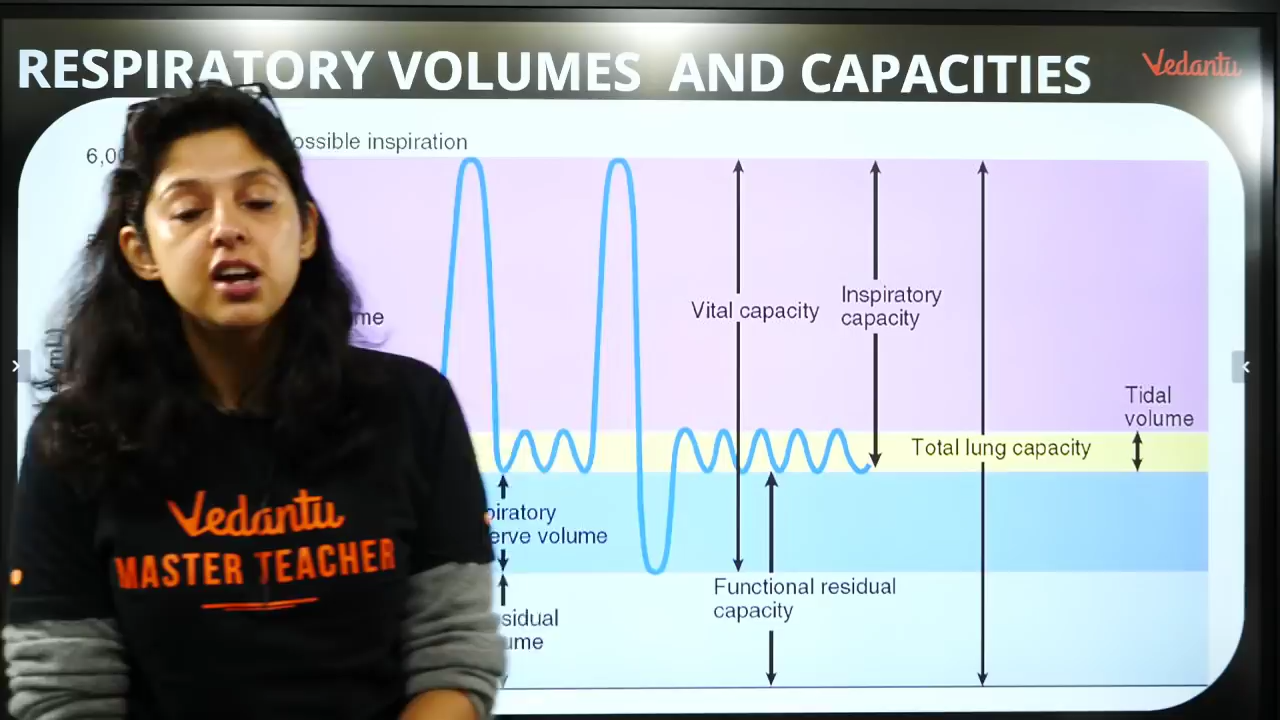 RESPIRATORY VOLUMES AND CAPACITIES
Vedantu
ossible inspiration
6,00
me
Vital capacity
Inspiratory
capacity
Tidal
volume
Total lung capacity
piratory
erve volume
Functional residual
capacity
sidual
ume
Vedantu
MASTER TEACHER